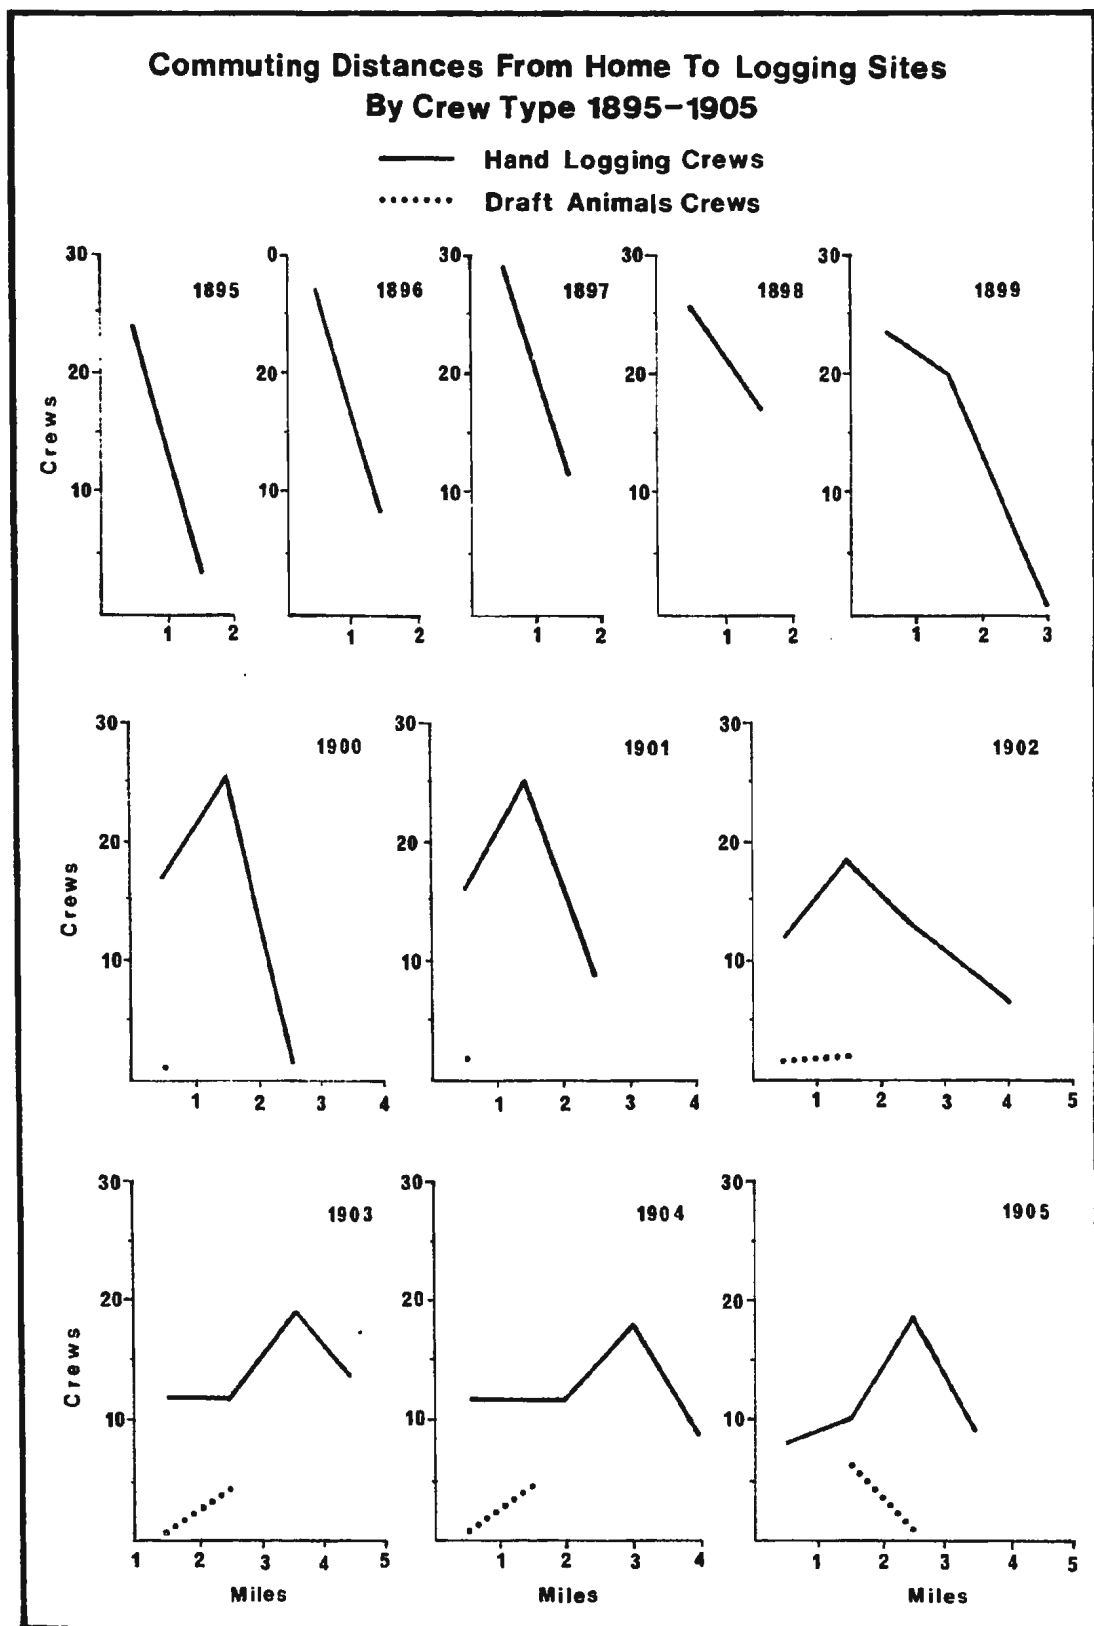 Commuting Distances From Home To Logging Sites
By Crew Type 1895–1905
Hand Logging Crews
Draft Animals Crews
Crews
30
20
10
1 2
1895
0
20
10
1 2
1896
30
20
10
1 2
1897
30
20
10
1 2
1898
30
20
10
1 2 3
1899
Crews
30
20
10
1 2 3 4
1900
30
20
10
1 2 3 4
1901
30
20
10
1 2 3 4 5
1902
Crews
30
20
10
1 2 3 4 5
1903
Miles
30
20
10
1 2 3 4
1904
Miles
30
20
10
1 2 3 4 5
1905
Miles